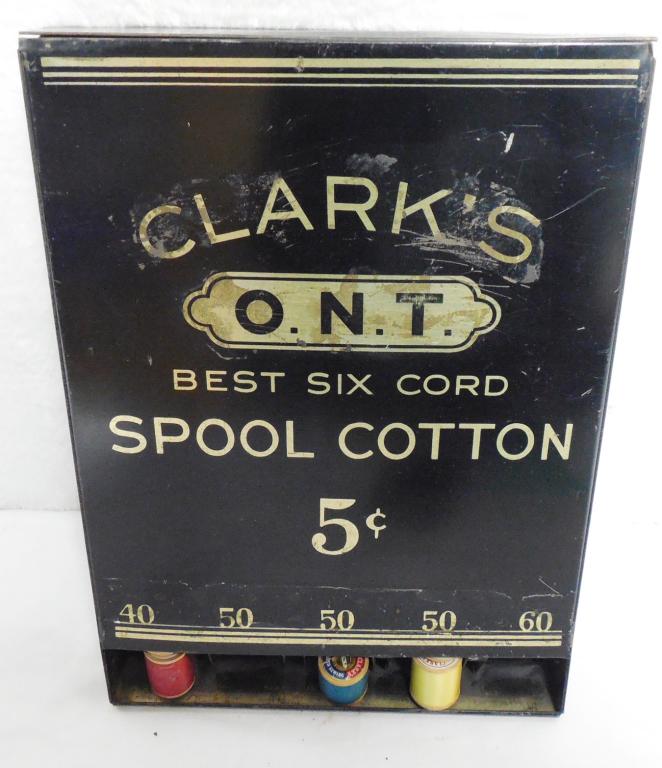 CLARK'S
O.N.T.
BEST SIX CORD
SPOOL COTTON
5¢
40 50 50 50 60